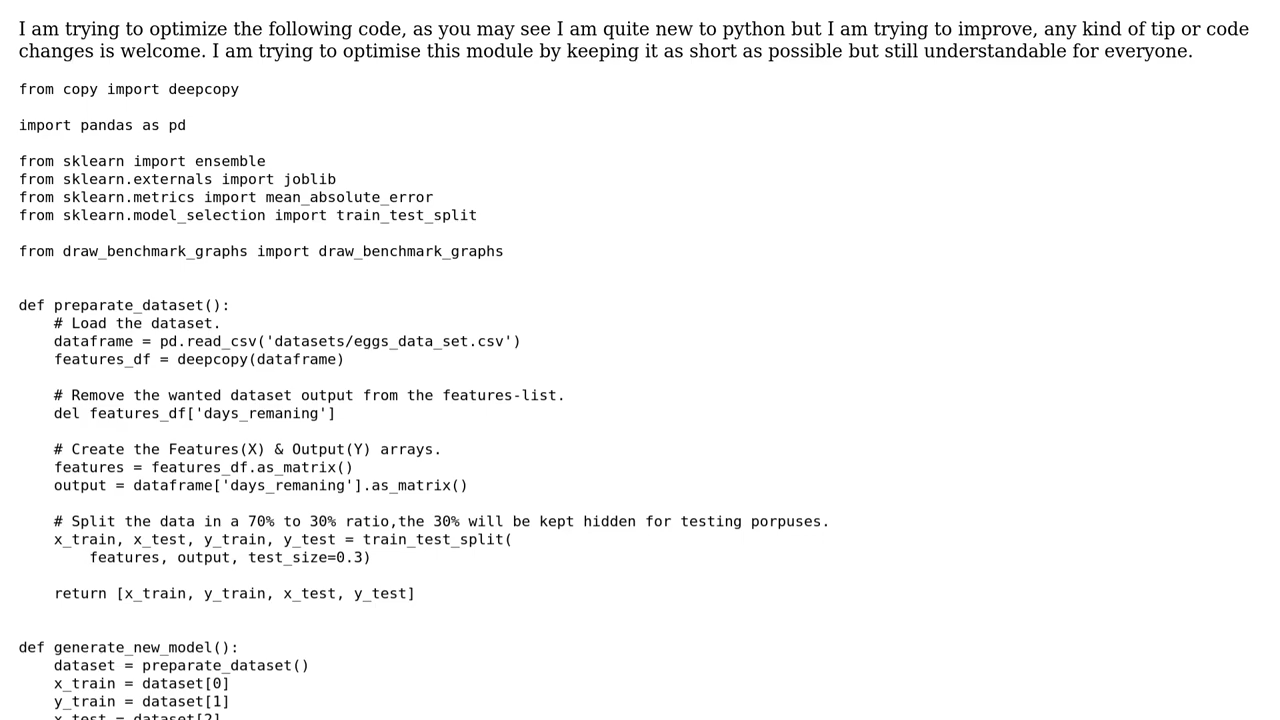 I am trying to optimize the following code, as you may see I am quite new to python but I am trying to improve, any kind of tip or code
changes is welcome. I am trying to optimise this module by keeping it as short as possible but still understandable for everyone.
from copy import deepcopy
import pandas as pd
from sklearn import ensemble
from sklearn.externals import joblib
from sklearn.metrics import mean_absolute_error
from sklearn.model_selection import train_test_split
from draw_benchmark_graphs import draw_benchmark_graphs
def preparate_dataset():
    # Load the dataset.
    dataframe = pd.read_csv('datasets/eggs_data_set.csv')
    features_df = deepcopy(dataframe)
    # Remove the wanted dataset output from the features-list.
    del features_df['days_remaning']
    # Create the Features(X) & Output(Y) arrays.
    features = features_df.as_matrix()
    output = dataframe['days_remaning'].as_matrix()
    # Split the data in a 70% to 30% ratio,the 30% will be kept hidden for testing porpuses.
    x_train, x_test, y_train, y_test = train_test_split(
        features, output, test_size=0.3)
    return [x_train, y_train, x_test, y_test]
def generate_new_model():
    dataset = preparate_dataset()
    x_train = dataset[0]
    y_train = dataset[1]
    x_test = dataset[2]